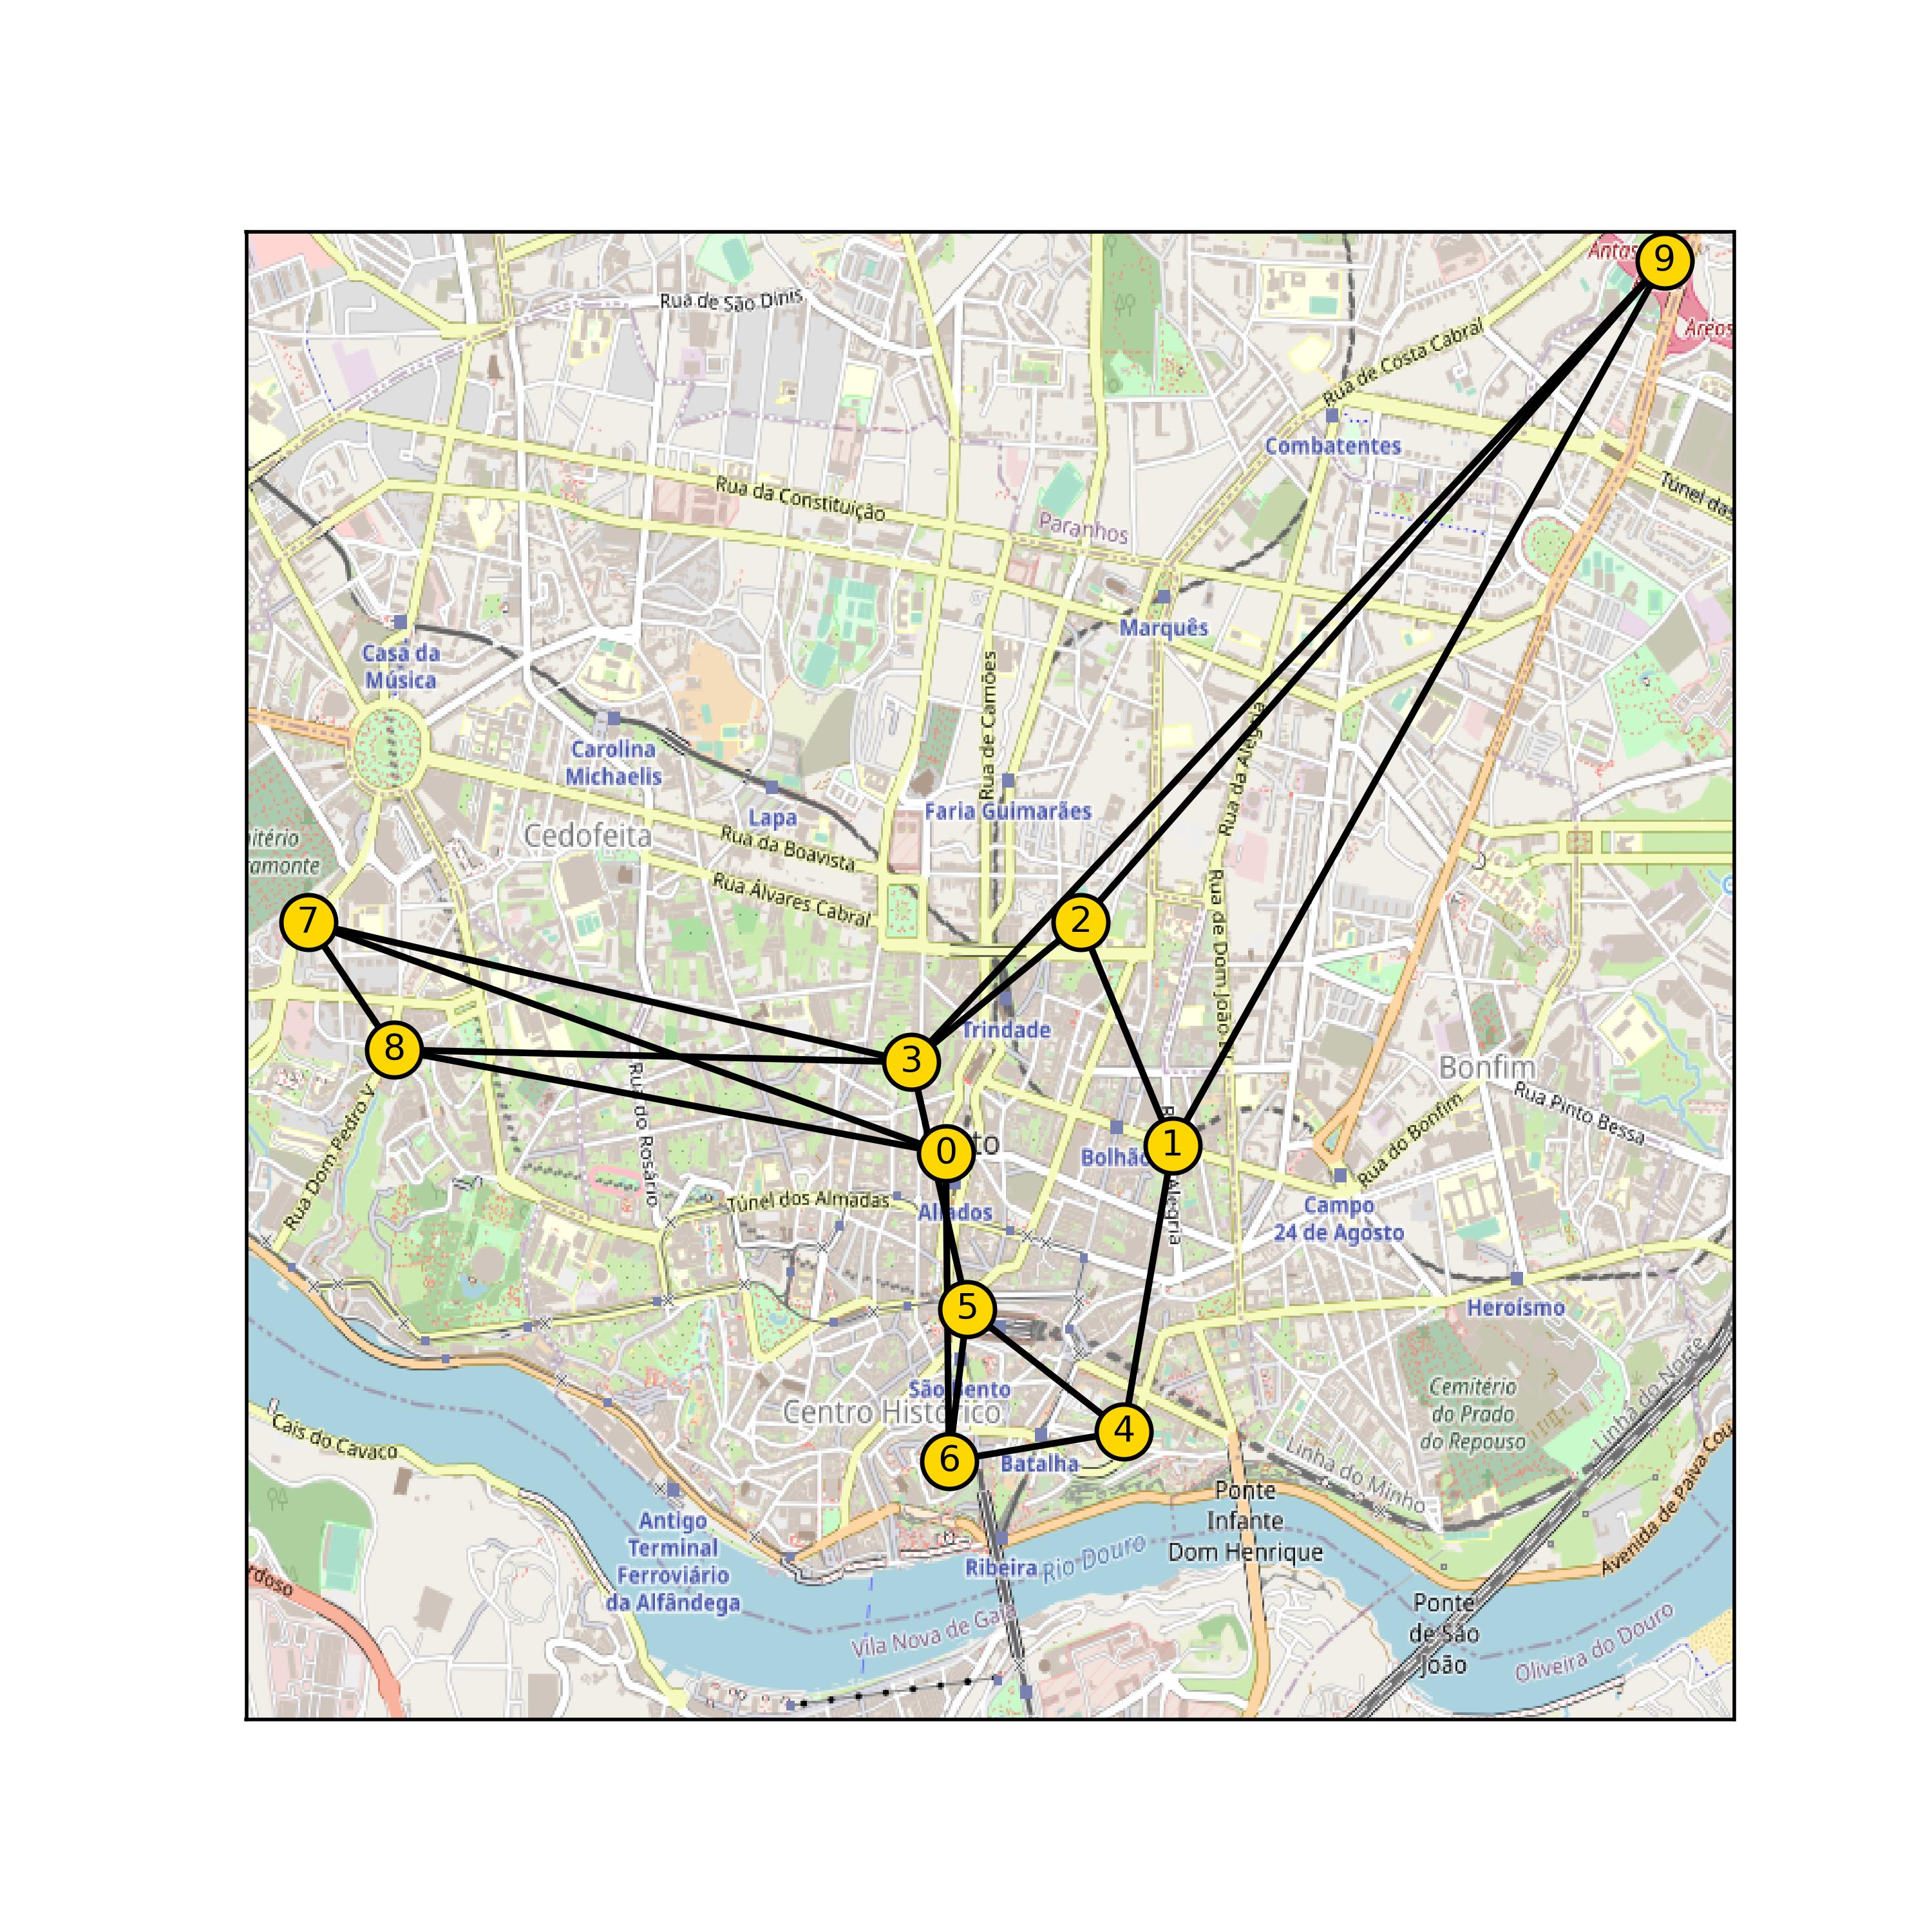 Antas
9
Rua de São Dinis
Areos
Rua de Costa Cabral
Combatentes
Rua da Constituição
Túnel das
Paranhos
Marquês
Casa da
Música
Rua de Camões
Rua da Alegria
Carolina
Michaelis
Lapa
Faria Guimarães
Cedofeita
Rua da Boavista
itério
amonte
Rua Álvares Cabral
Rua de Dom João
7
2
Trindade
8
3
Bonfim
Rua Pinto Bessa
Rua do Rosário
Rua Dom Pedro V
0
to
Bolhão
1
Alegria
Rua do Bonfim
Túnel dos Almadas
Aliados
Campo
24 de Agosto
5
Heroísmo
São Bento
Centro Histórico
Cemitério
do Prado
do Repouso
Linha do Norte
4
6
Batalha
Cais do Cavaco
Linha do Minho
Avenida de Paiva Cou
Ponte
Infante
Dom Henrique
Antigo
Terminal
Ferroviário
da Alfândega
Ribeira
Rio Douro
rdoso
Vila Nova de Gaia
Ponte
de São
João
Oliveira do Douro